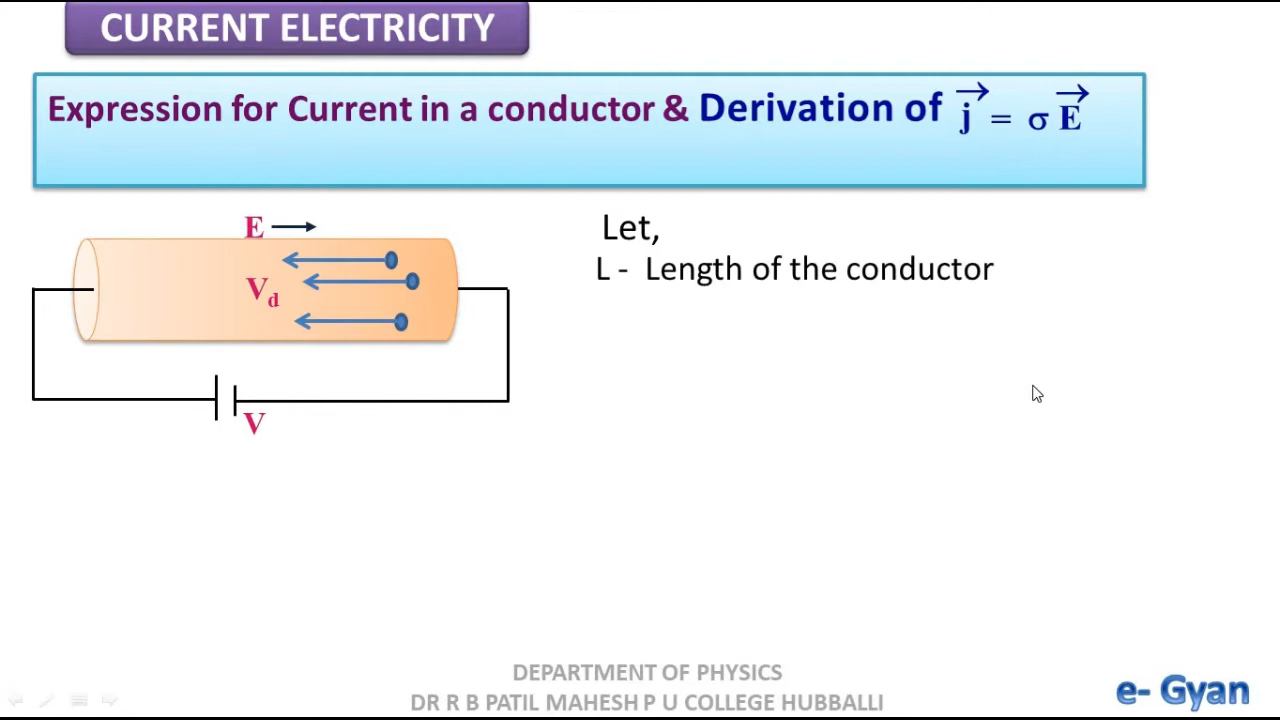 CURRENT ELECTRICITY
Expression for Current in a conductor & Derivation of j⃗ = σ E⃗
Let,
L - Length of the conductor
E
Vd
V
DEPARTMENT OF PHYSICS
DR R B PATIL MAHESH P U COLLEGE HUBBALLI
e- Gyan